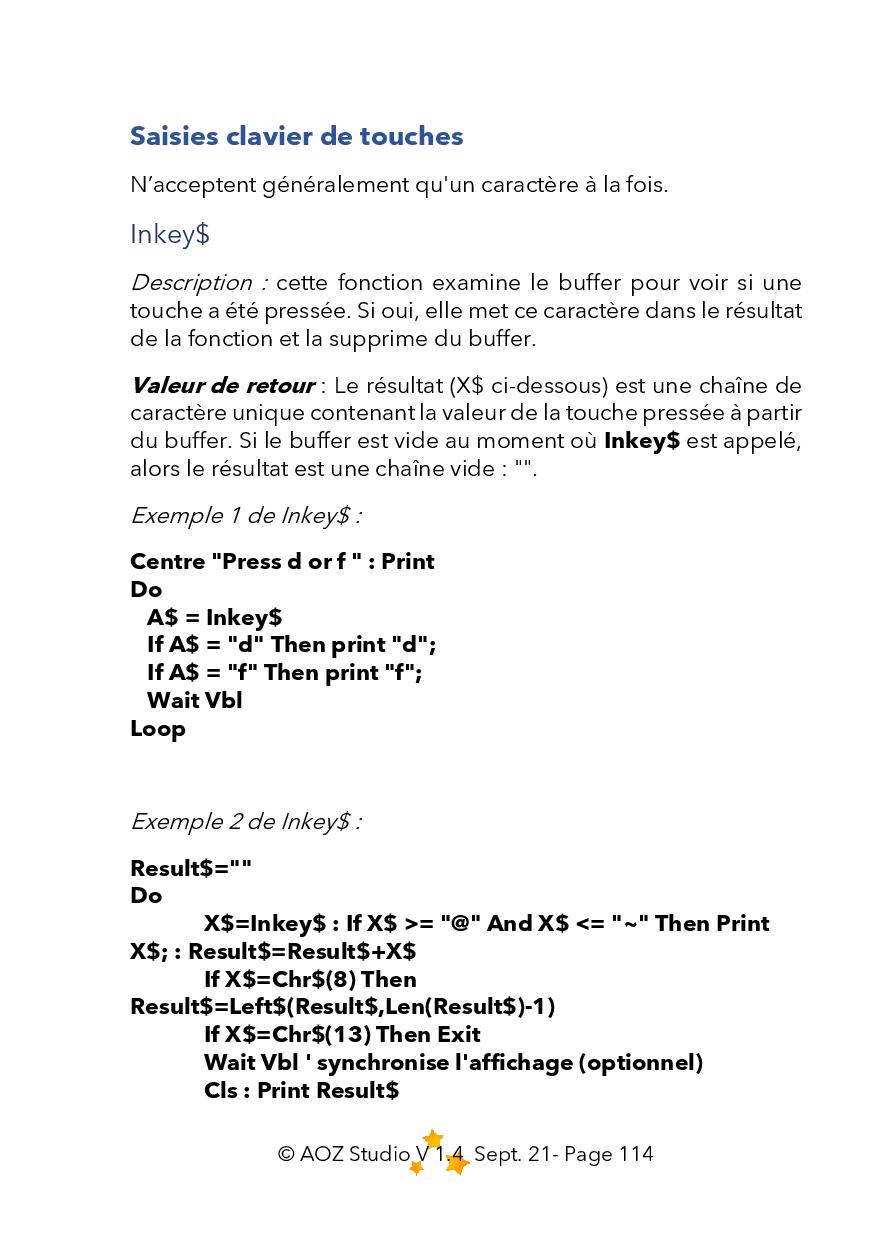 Saisies clavier de touches
N’acceptent généralement qu'un caractère à la fois.
Inkey$
Description : cette fonction examine le buffer pour voir si une
touche a été pressée. Si oui, elle met ce caractère dans le résultat
de la fonction et la supprime du buffer.
Valeur de retour : Le résultat (X$ ci-dessous) est une chaîne de
caractère unique contenant la valeur de la touche pressée à partir
du buffer. Si le buffer est vide au moment où Inkey$ est appelé,
alors le résultat est une chaîne vide : "".
Exemple 1 de Inkey$ :
Centre "Press d or f " : Print
Do
A$ = Inkey$
If A$ = "d" Then print "d";
If A$ = "f" Then print "f";
Wait Vbl
Loop
Exemple 2 de Inkey$ :
Result$=""
Do
X$=Inkey$ : If X$ >= "@" And X$ <= "~" Then Print
X$; : Result$=Result$+X$
If X$=Chr$(8) Then
Result$=Left$(Result$,Len(Result$)-1)
If X$=Chr$(13) Then Exit
Wait Vbl ' synchronise l'affichage (optionnel)
Cls : Print Result$
© AOZ Studio V 1.4 Sept. 21- Page 114